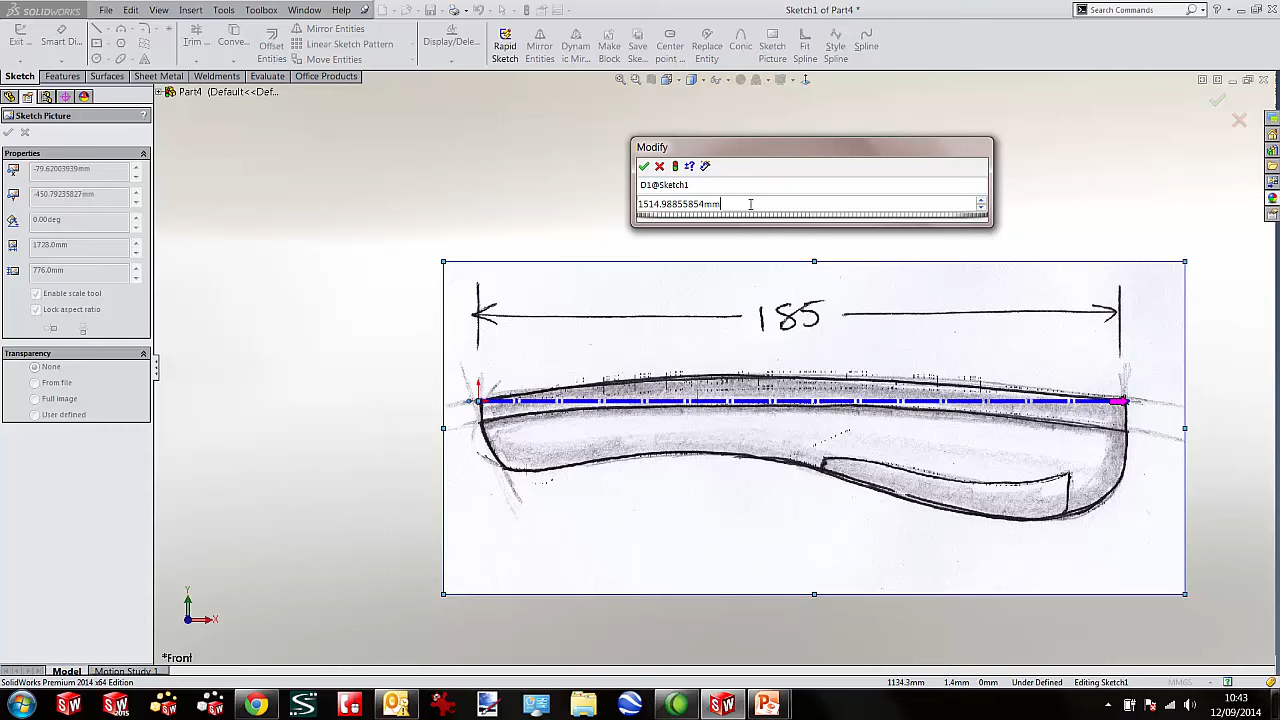 SOLIDWORKS File Edit View Insert Tools Toolbox Window Help Sketch1 of Part4 * Search Commands
Exit ... Smart Di... Trim ... Conve... Offset Entities Mirror Entities Linear Sketch Pattern Move Entities Display/Dele... Rapid Sketch Mirror Entities Dynam ic Mir... Make Block Save Ske... Center point ... Replace Entity Conic Sketch Picture Fit Spline Style Spline Spline
Sketch Features Surfaces Sheet Metal Weldments Evaluate Office Products
Part4 (Default<<Def...
Sketch Picture ?
Properties
-79.62003939mm
-450.79235827mm
0.00deg
1728.0mm
776.0mm
Enable scale tool
Lock aspect ratio
Transparency
None
From file
Full image
User defined
Modify
±?
D1@Sketch1
1514.98855854mm
185
Y
X
*Front
Model Motion Study 1
SolidWorks Premium 2014 x64 Edition 1134.3mm 1.4mm 0mm Under Defined Editing Sketch1 MMGS
10:43
12/09/2014